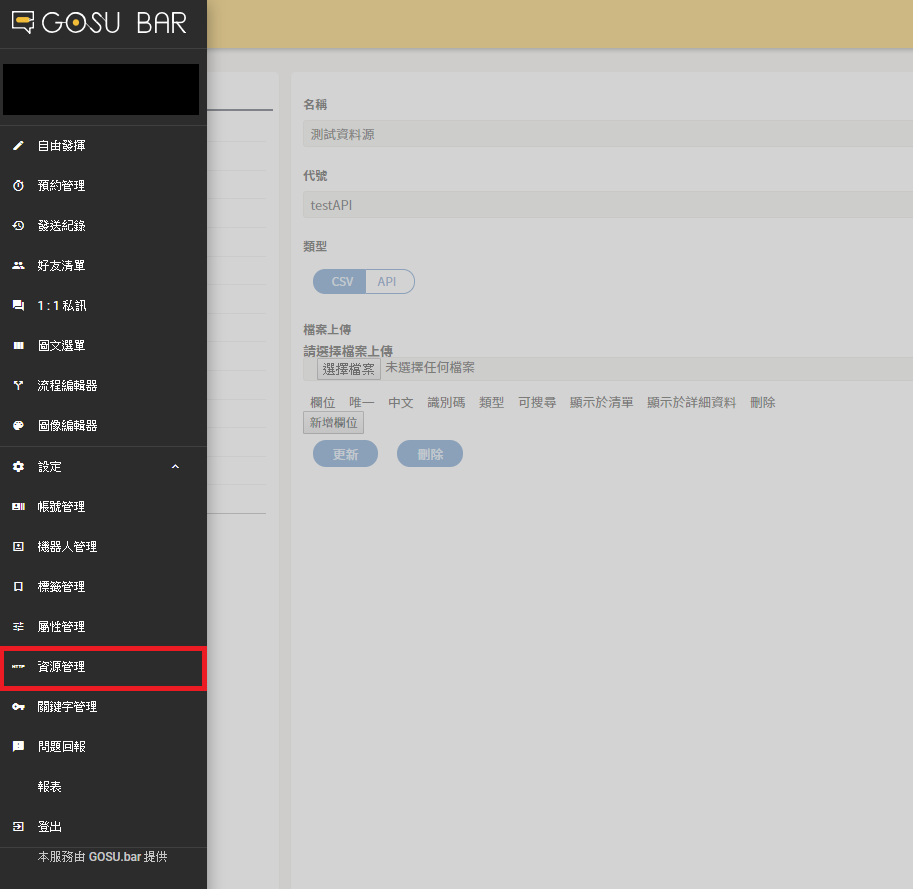 GOSU BAR
自由發揮
預約管理
發送紀錄
好友清單
1 : 1 私訊
圖文選單
流程編輯器
圖像編輯器
設定
帳號管理
機器人管理
標籤管理
屬性管理
HTTP 資源管理
關鍵字管理
問題回報
報表
登出
本服務由 GOSU.bar 提供
名稱
測試資料源
代號
testAPI
類型
CSV API
檔案上傳
請選擇檔案上傳
選擇檔案 未選擇任何檔案
欄位 唯一 中文 識別碼 類型 可搜尋 顯示於清單 顯示於詳細資料 刪除
新增欄位
更新 刪除